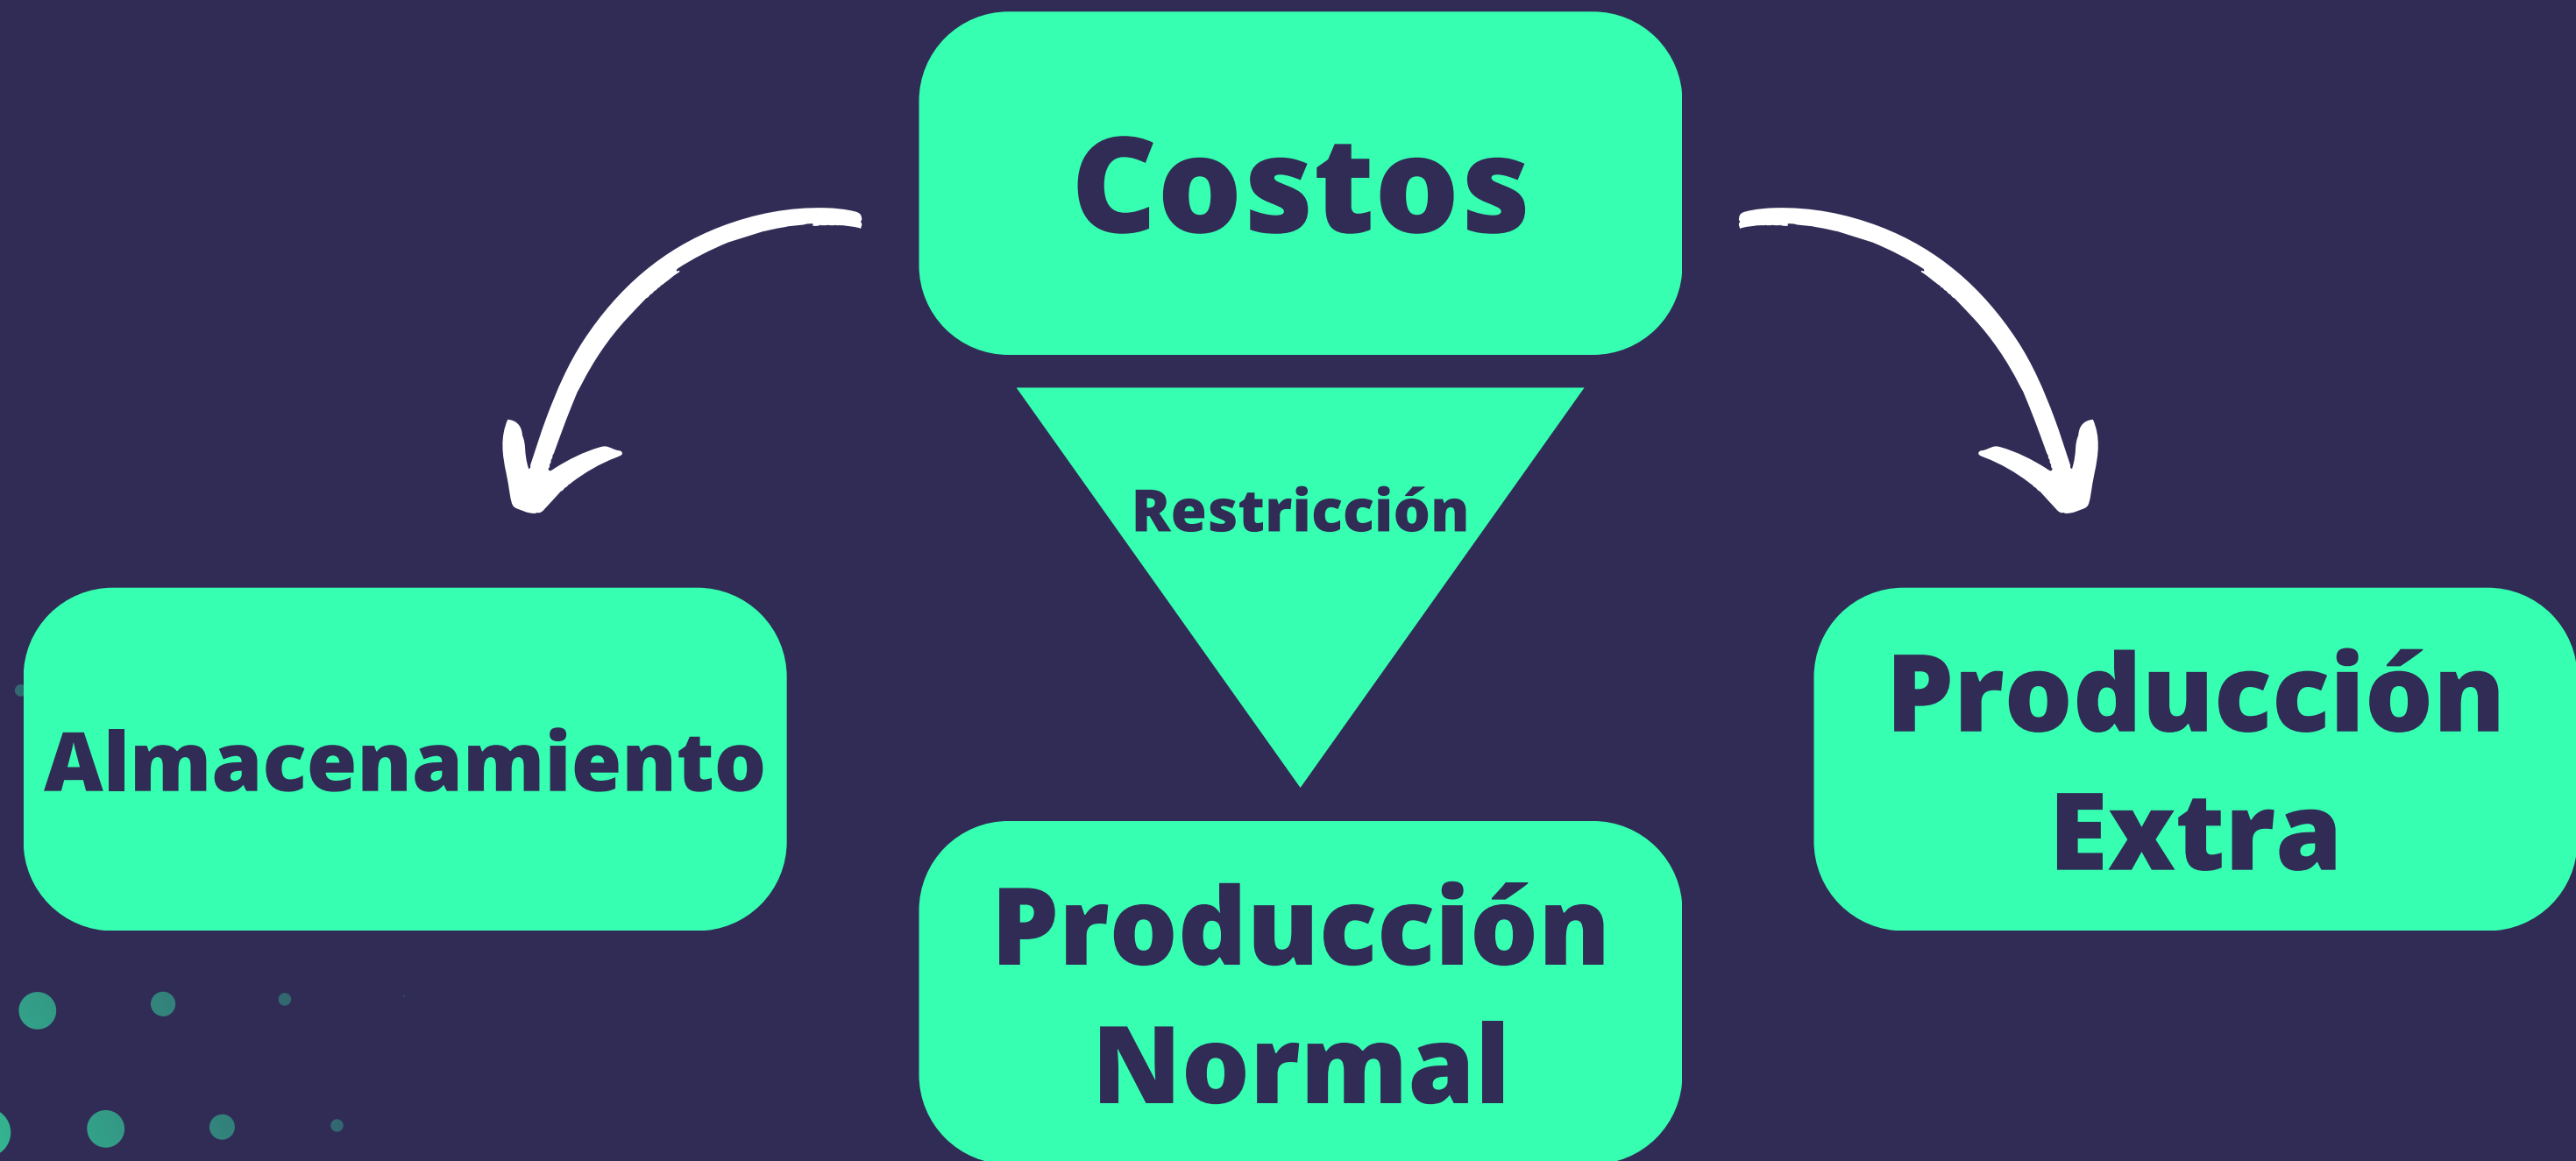 Costos
Restricción
Almacenamiento
Producción
Extra
Producción
Normal